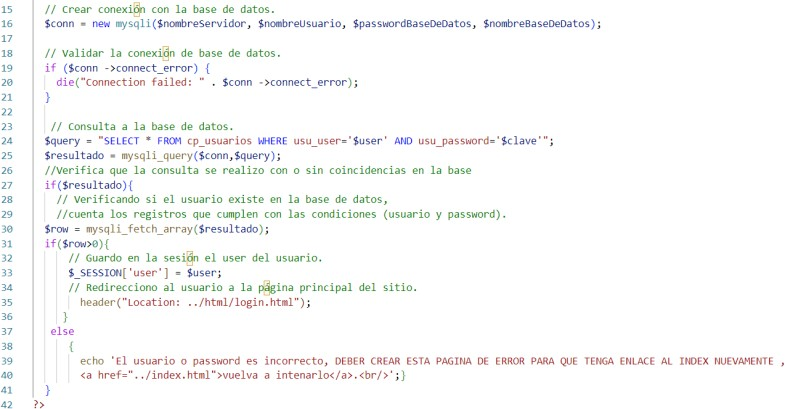 15 // Crear conexión con la base de datos.
16 $conn = new mysqli($nombreServidor, $nombreUsuario, $passwordBaseDeDatos, $nombreBaseDeDatos);
17
18 // Validar la conexión de base de datos.
19 if ($conn ->connect_error) {
20 die("Connection failed: " . $conn ->connect_error);
21 }
22
23 // Consulta a la base de datos.
24 $query = "SELECT * FROM cp_usuarios WHERE usu_user='$user' AND usu_password='$clave'";
25 $resultado = mysqli_query($conn,$query);
26 //Verifica que la consulta se realizo con o sin coincidencias en la base
27 if($resultado){
28 // Verificando si el usuario existe en la base de datos,
29 //cuenta los registros que cumplen con las condiciones (usuario y password).
30 $row = mysqli_fetch_array($resultado);
31 if($row>0){
32 // Guardo en la sesión el user del usuario.
33 $_SESSION['user'] = $user;
34 // Redirecciono al usuario a la página principal del sitio.
35 header("Location: ../html/login.html");
36 }
37 else
38 {
39 echo 'El usuario o password es incorrecto, DEBER CREAR ESTA PAGINA DE ERROR PARA QUE TENGA ENLACE AL INDEX NUEVAMENTE ,
40 <a href="../index.html">vuelva a intenarlo</a>.<br/>';}
41 }
42 ?>